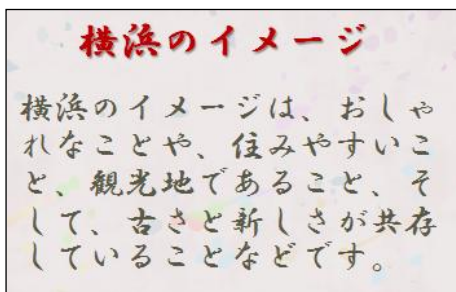 横浜のイメージ
横浜のイメージは、おしゃ
れなことや、住みやすいこ
と、観光地であること、そ
して、古さと新しさが共存
していることなどです。